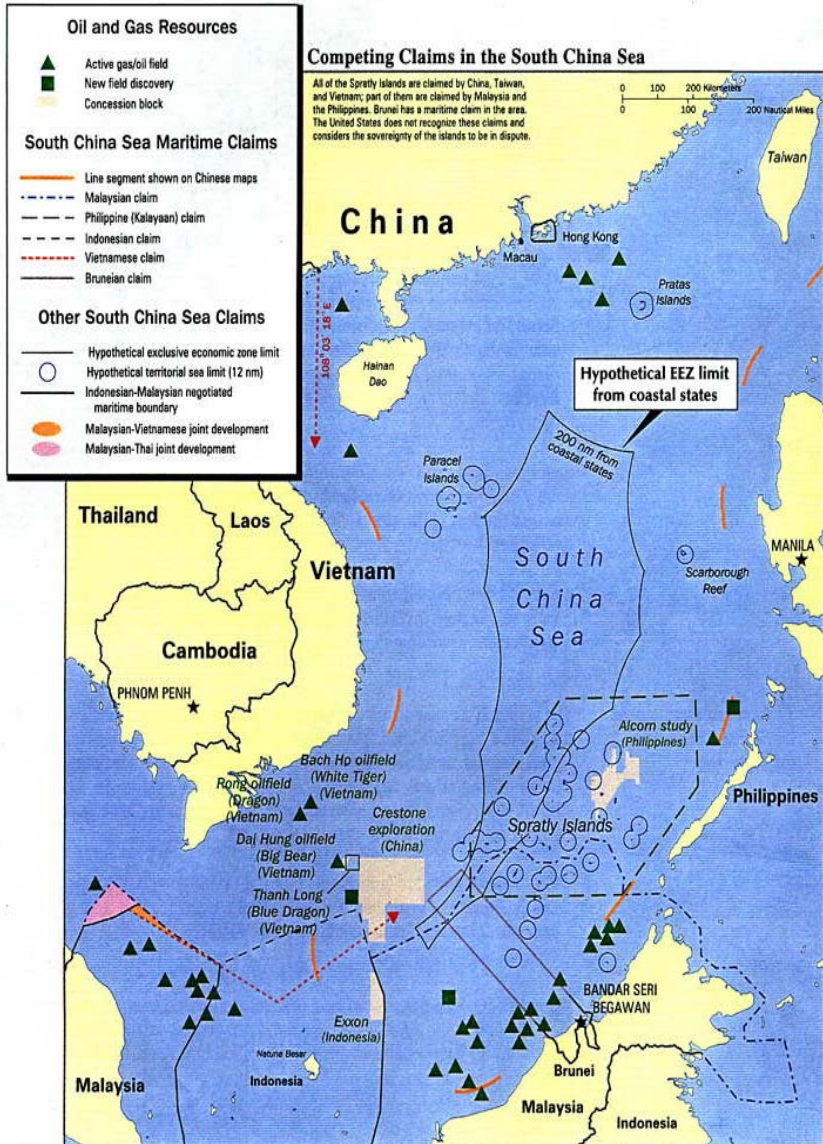 Oil and Gas Resources
Active gas/oil field
New field discovery
Concession block
South China Sea Maritime Claims
Line segment shown on Chinese maps
Malaysian claim
Philippine (Kalayaan) claim
Indonesian claim
Vietnamese claim
Bruneian claim
Other South China Sea Claims
Hypothetical exclusive economic zone limit
Hypothetical territorial sea limit (12 nm)
Indonesian-Malaysian negotiated
maritime boundary
Malaysian-Vietnamese joint development
Malaysian-Thai joint development
Competing Claims in the South China Sea
All of the Spratly Islands are claimed by China, Taiwan,
and Vietnam; part of them are claimed by Malaysia and
the Philippines. Brunei has a maritime claim in the area.
The United States does not recognize these claims and
considers the sovereignty of the islands to be in dispute.
0 100 200 Kilometers
0 100 200 Nautical Miles
Taiwan
China
Hong Kong
Macau
Pratas
Islands
108° 03' 18" E
Hainan
Dao
Hypothetical EEZ limit
from coastal states
200 nm from
coastal states
Paracel
Islands
Thailand
Laos
Vietnam
South
China
Sea
MANILA
Scarborough
Reef
Cambodia
PHNOM PENH
Alcorn study
(Philippines)
Bach Ho oilfield
(White Tiger)
(Vietnam)
Rong oilfield
(Dragon)
(Vietnam)
Philippines
Crestone
exploration
(China)
Spratly Islands
Dai Hung oilfield
(Big Bear)
(Vietnam)
Thanh Long
(Blue Dragon)
(Vietnam)
BANDAR SERI
BEGAWAN
Exxon
(Indonesia)
Natuna Besar
Indonesia
Malaysia
Brunei
Malaysia
Indonesia